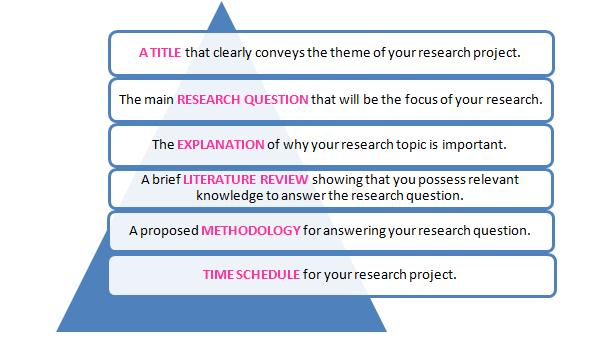 A TITLE that clearly conveys the theme of your research project.
The main RESEARCH QUESTION that will be the focus of your research.
The EXPLANATION of why your research topic is important.
A brief LITERATURE REVIEW showing that you possess relevant
knowledge to answer the research question.
A proposed METHODOLOGY for answering your research question.
TIME SCHEDULE for your research project.